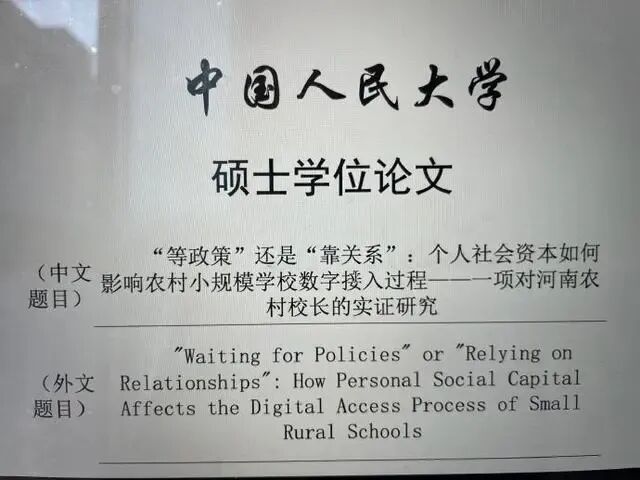 中国人民大学
硕士学位论文
（中文
题目）
“等政策”还是“靠关系”：个人社会资本如何
影响农村小规模学校数字接入过程———一项对河南农
村校长的实证研究
（外文
题目）
"Waiting for Policies" or "Relying on
Relationships": How Personal Social Capital
Affects the Digital Access Process of Small
Rural Schools